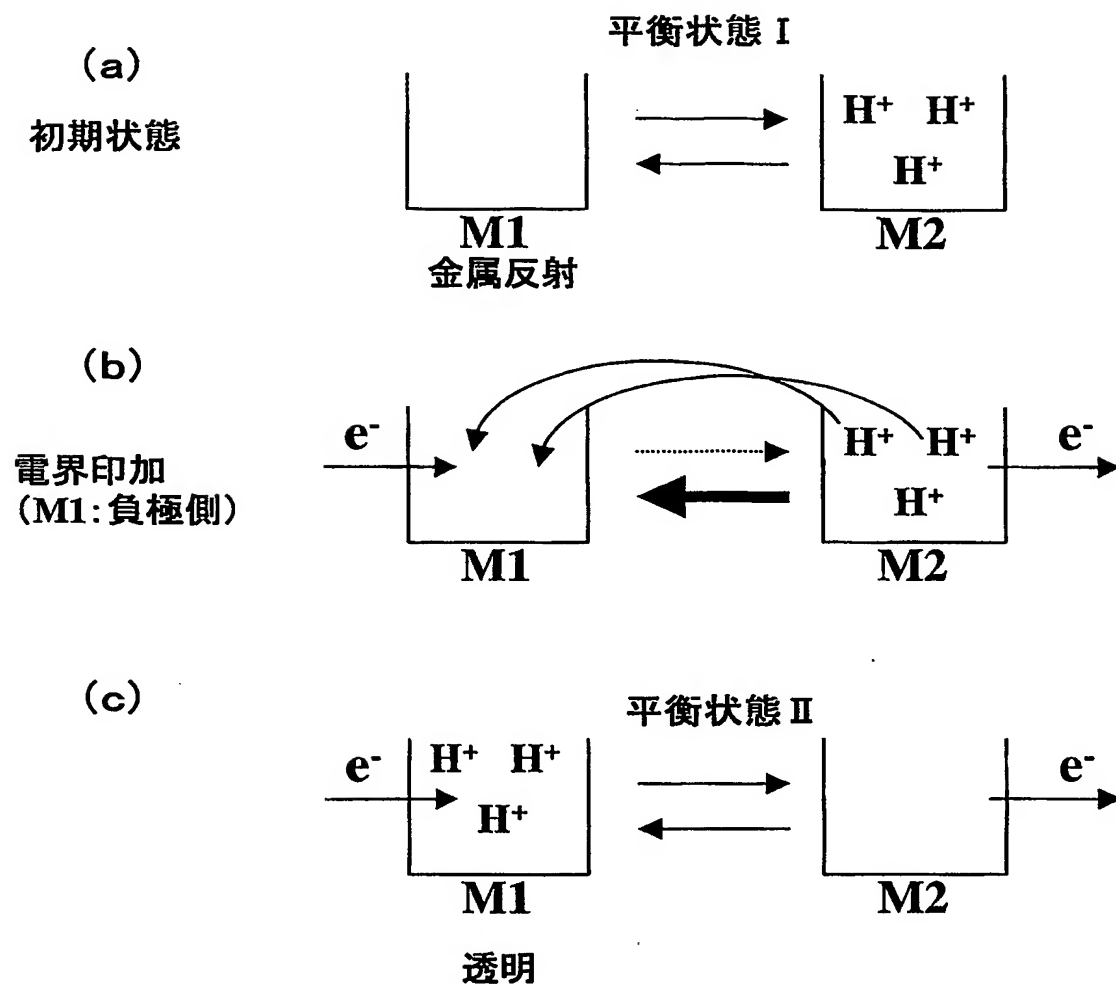 (a)
初期状態
平衡状態 I
H⁺ H⁺
H⁺
M1
金属反射
M2
(b)
電界印加
(M1:負極側)
e⁻
H⁺ H⁺
H⁺
e⁻
M1
M2
(c)
平衡状態 Ⅱ
e⁻
H⁺ H⁺
H⁺
e⁻
M1
透明
M2